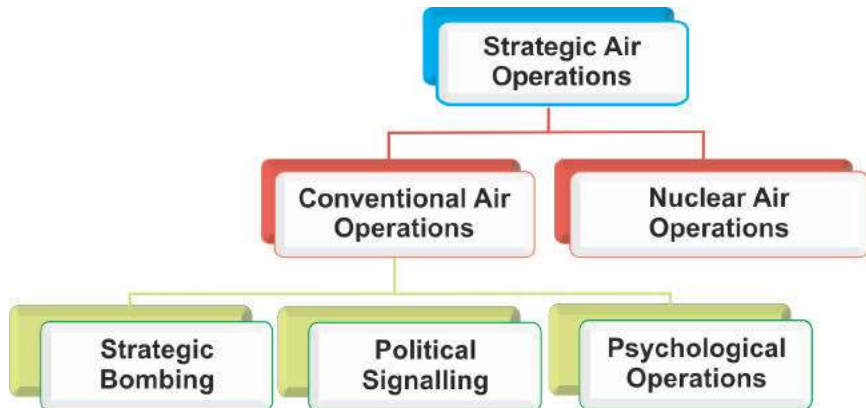 Strategic Air
Operations
Conventional Air
Operations
Nuclear Air
Operations
Strategic
Bombing
Political
Signalling
Psychological
Operations